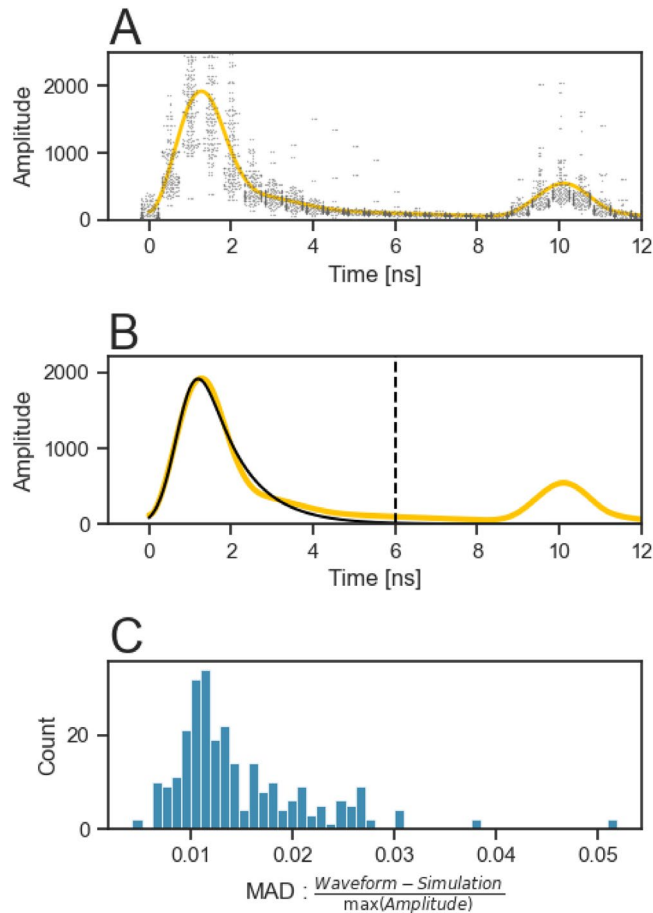 A
2000
1000
0
Amplitude
0 2 4 6 8 10 12
Time [ns]
B
2000
1000
0
Amplitude
0 2 4 6 8 10 12
Time [ns]
C
20
0
Count
0.01 0.02 0.03 0.04 0.05
MAD : Waveform − Simulation / max(Amplitude)